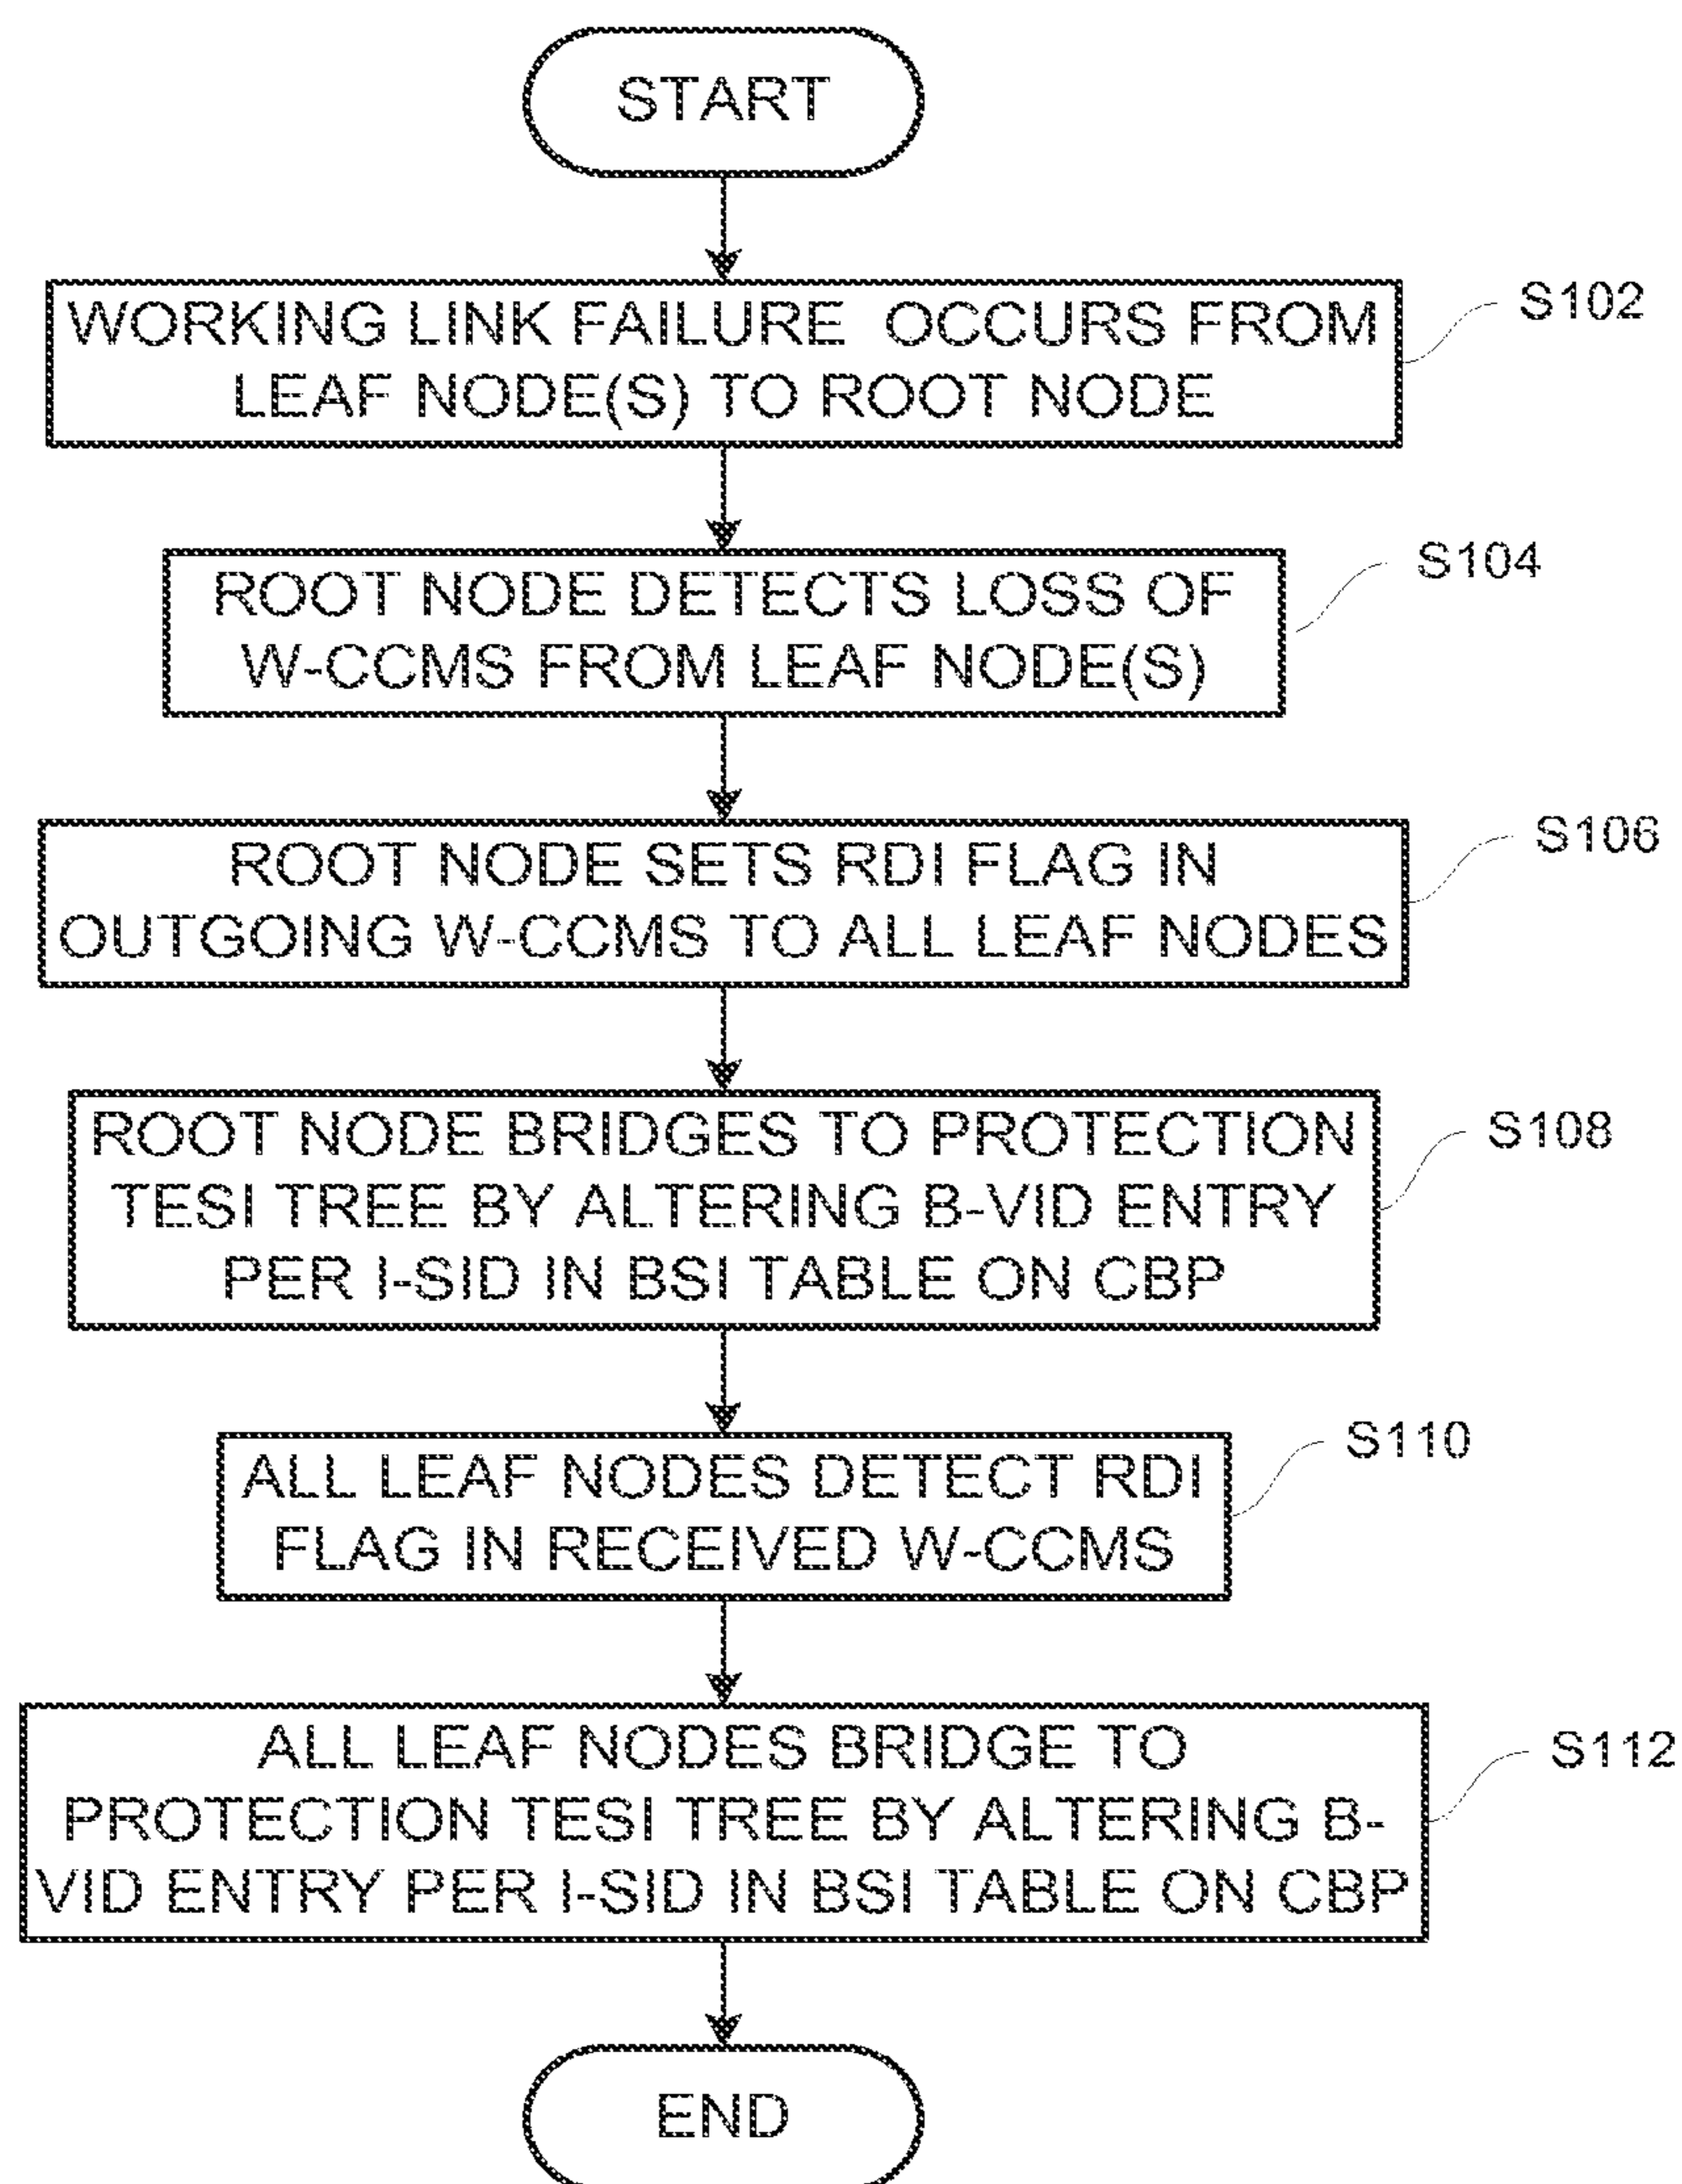 START
WORKING LINK FAILURE OCCURS FROM
LEAF NODE(S) TO ROOT NODE
S102
ROOT NODE DETECTS LOSS OF
W-CCMS FROM LEAF NODE(S)
S104
ROOT NODE SETS RDI FLAG IN
OUTGOING W-CCMS TO ALL LEAF NODES
S106
ROOT NODE BRIDGES TO PROTECTION
TESI TREE BY ALTERING B-VID ENTRY
PER I-SID IN BSI TABLE ON CBP
S108
ALL LEAF NODES DETECT RDI
FLAG IN RECEIVED W-CCMS
S110
ALL LEAF NODES BRIDGE TO
PROTECTION TESI TREE BY ALTERING B-
VID ENTRY PER I-SID IN BSI TABLE ON CBP
S112
END